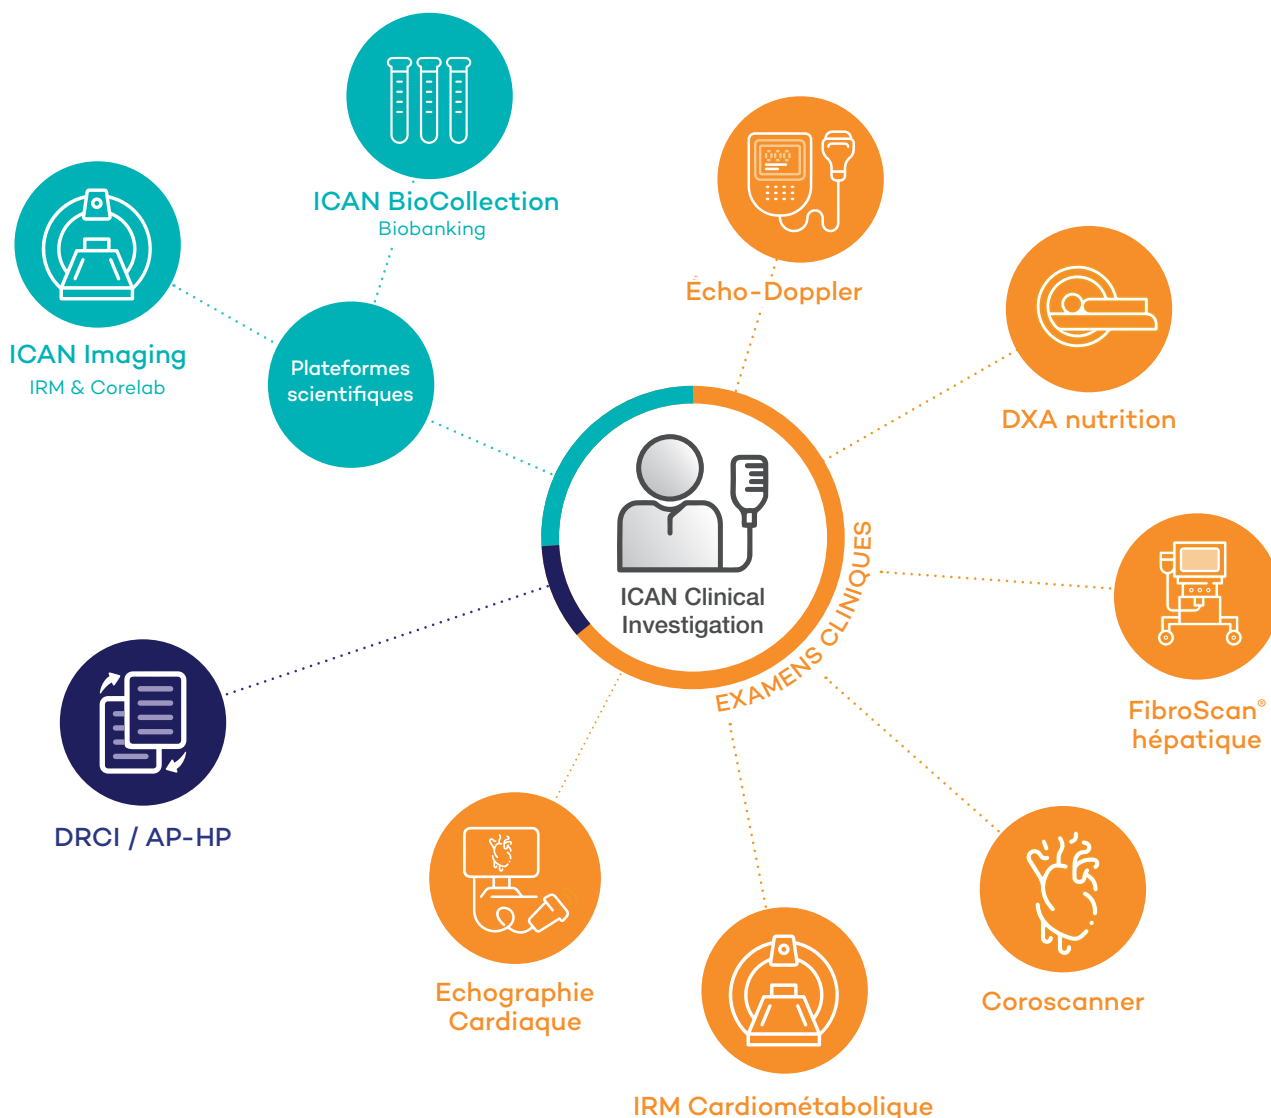 ICAN BioCollection
Biobanking
ICAN Imaging
IRM & Corelab
Plateformes
scientifiques
Écho-Doppler
DXA nutrition
ICAN Clinical
Investigation
EXAMENS CLINIQUES
FibroScan®
hépatique
DRCI / AP-HP
Echographie
Cardiaque
Coroscanner
IRM Cardiométabolique